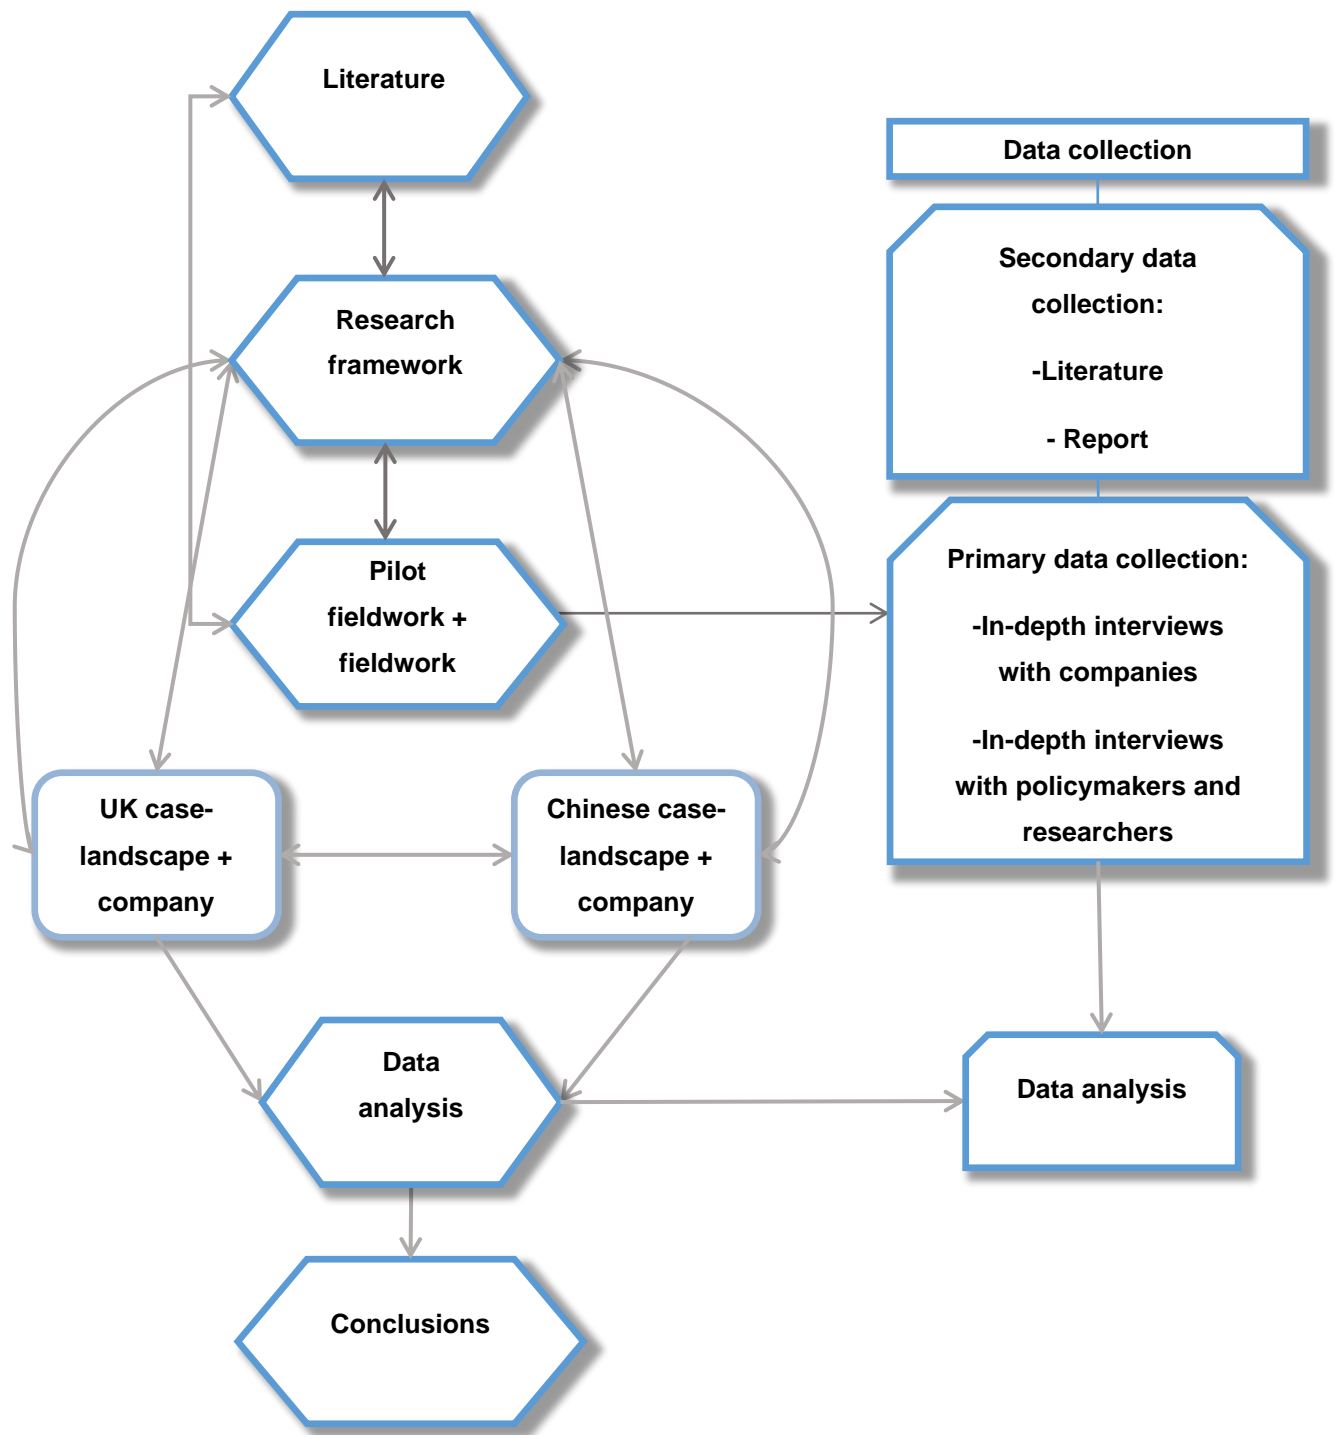 Literature
Research
framework
Pilot
fieldwork +
fieldwork
UK case-
landscape +
company
Chinese case-
landscape +
company
Data
analysis
Conclusions
Data collection
Secondary data
collection:
-Literature
- Report
Primary data collection:
-In-depth interviews
with companies
-In-depth interviews
with policymakers and
researchers
Data analysis